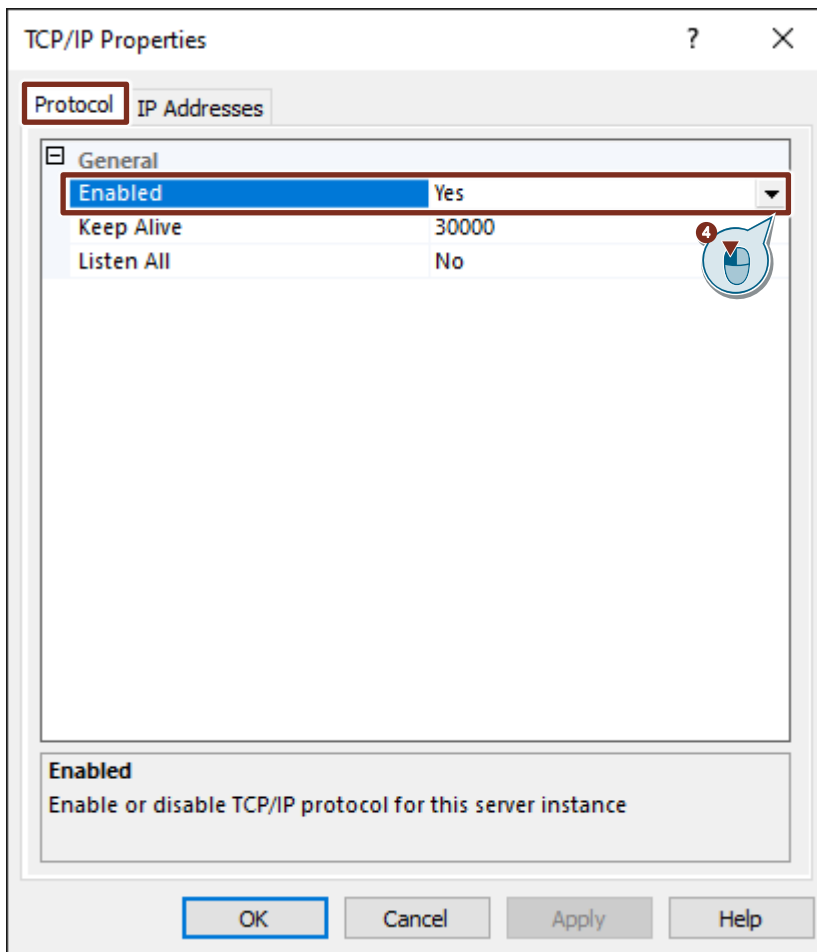 TCP/IP Properties ? ×
Protocol IP Addresses
General
Enabled Yes
Keep Alive 30000
4
Listen All No
Enabled
Enable or disable TCP/IP protocol for this server instance
OK Cancel Apply Help